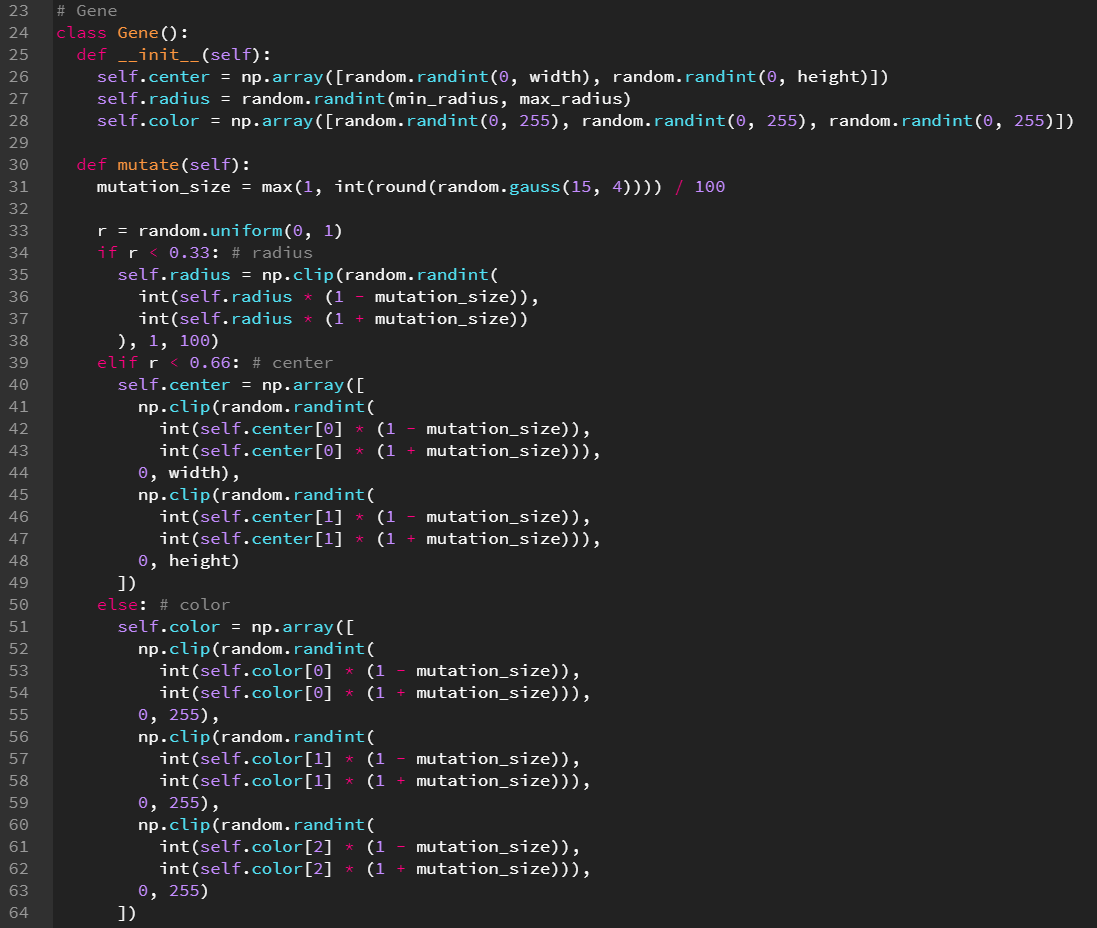 23 # Gene
24 class Gene():
25   def __init__(self):
26     self.center = np.array([random.randint(0, width), random.randint(0, height)])
27     self.radius = random.randint(min_radius, max_radius)
28     self.color = np.array([random.randint(0, 255), random.randint(0, 255), random.randint(0, 255)])
29
30   def mutate(self):
31     mutation_size = max(1, int(round(random.gauss(15, 4)))) / 100
32
33     r = random.uniform(0, 1)
34     if r < 0.33: # radius
35       self.radius = np.clip(random.randint(
36         int(self.radius * (1 - mutation_size)),
37         int(self.radius * (1 + mutation_size))
38       ), 1, 100)
39     elif r < 0.66: # center
40       self.center = np.array([
41         np.clip(random.randint(
42           int(self.center[0] * (1 - mutation_size)),
43           int(self.center[0] * (1 + mutation_size))),
44         0, width),
45         np.clip(random.randint(
46           int(self.center[1] * (1 - mutation_size)),
47           int(self.center[1] * (1 + mutation_size))),
48         0, height)
49       ])
50     else: # color
51       self.color = np.array([
52         np.clip(random.randint(
53           int(self.color[0] * (1 - mutation_size)),
54           int(self.color[0] * (1 + mutation_size))),
55         0, 255),
56         np.clip(random.randint(
57           int(self.color[1] * (1 - mutation_size)),
58           int(self.color[1] * (1 + mutation_size))),
59         0, 255),
60         np.clip(random.randint(
61           int(self.color[2] * (1 - mutation_size)),
62           int(self.color[2] * (1 + mutation_size))),
63         0, 255)
64       ])